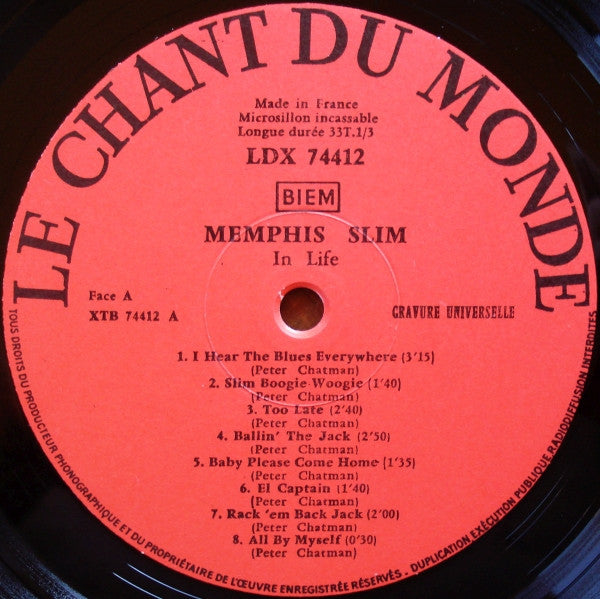 LE CHANT DU MONDE
Made in France
Microsillon incassable
Longue durée 33T.1/3
LDX 74412
BIEM
MEMPHIS SLIM
In Life
Face A
XTB 74412 A
GRAVURE UNIVERSELLE
1. I Hear The Blues Everywhere (3'15)
(Peter Chatman)
2. Slim Boogie-Woogie (1'40)
(Peter Chatman)
3. Too Late (2'40)
(Peter Chatman)
4. Ballin' The Jack (2'50)
(Peter Chatman)
5. Baby Please Come Home (1'35)
(Peter Chatman)
6. El Captain (1'40)
(Peter Chatman)
7. Rack 'em Back Jack (2'00)
(Peter Chatman)
8. All By Myself (0'30)
(Peter Chatman)
TOUS DROITS DU PRODUCTEUR PHONOGRAPHIQUE ET DU PROPRIÉTAIRE DE L'ŒUVRE ENREGISTRÉE RÉSERVÉS. DUPLICATION EXÉCUTION PUBLIQUE RADIODIFFUSION INTERDITES